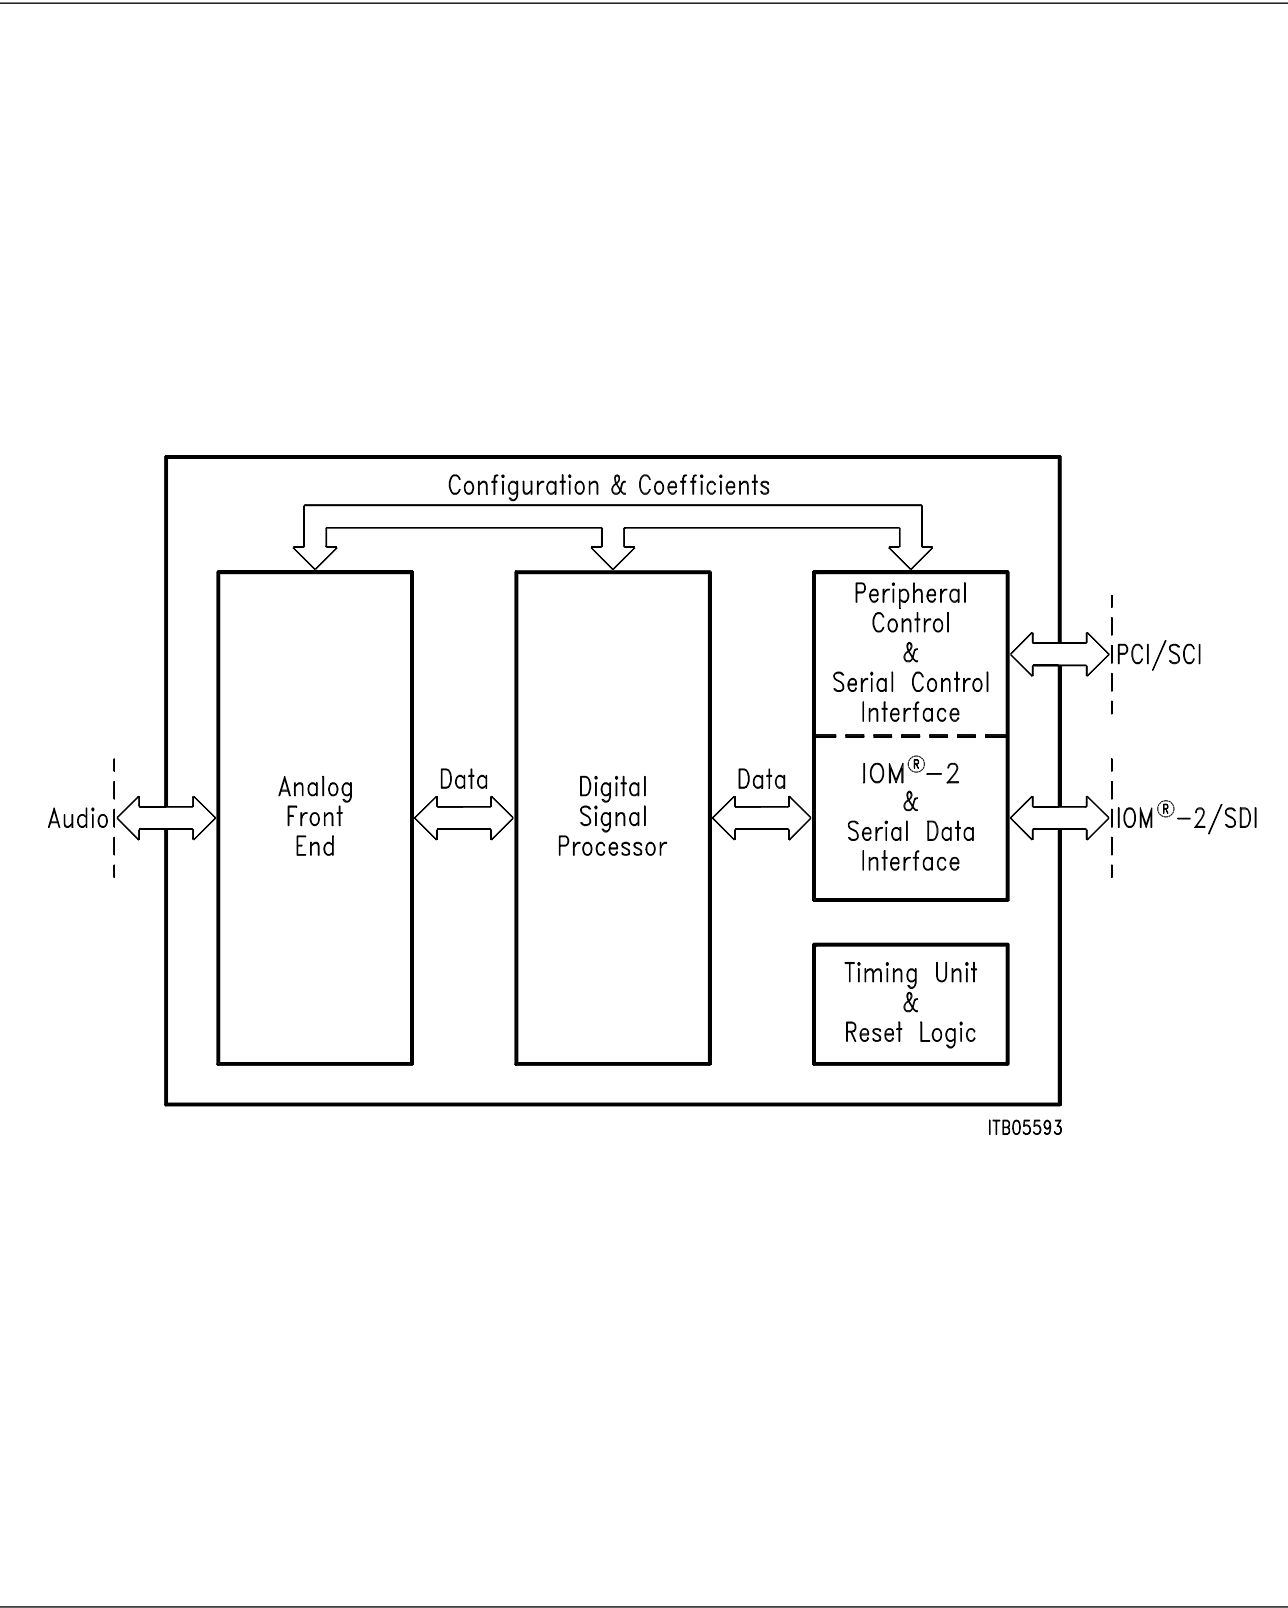 Configuration & Coefficients
Peripheral
Control
&
Serial Control
Interface
PCI/SCI
Audio
Analog
Front
End
Data
Digital
Signal
Processor
Data
IOM®-2
&
Serial Data
Interface
IOM®-2/SDI
Timing Unit
&
Reset Logic
ITB05593